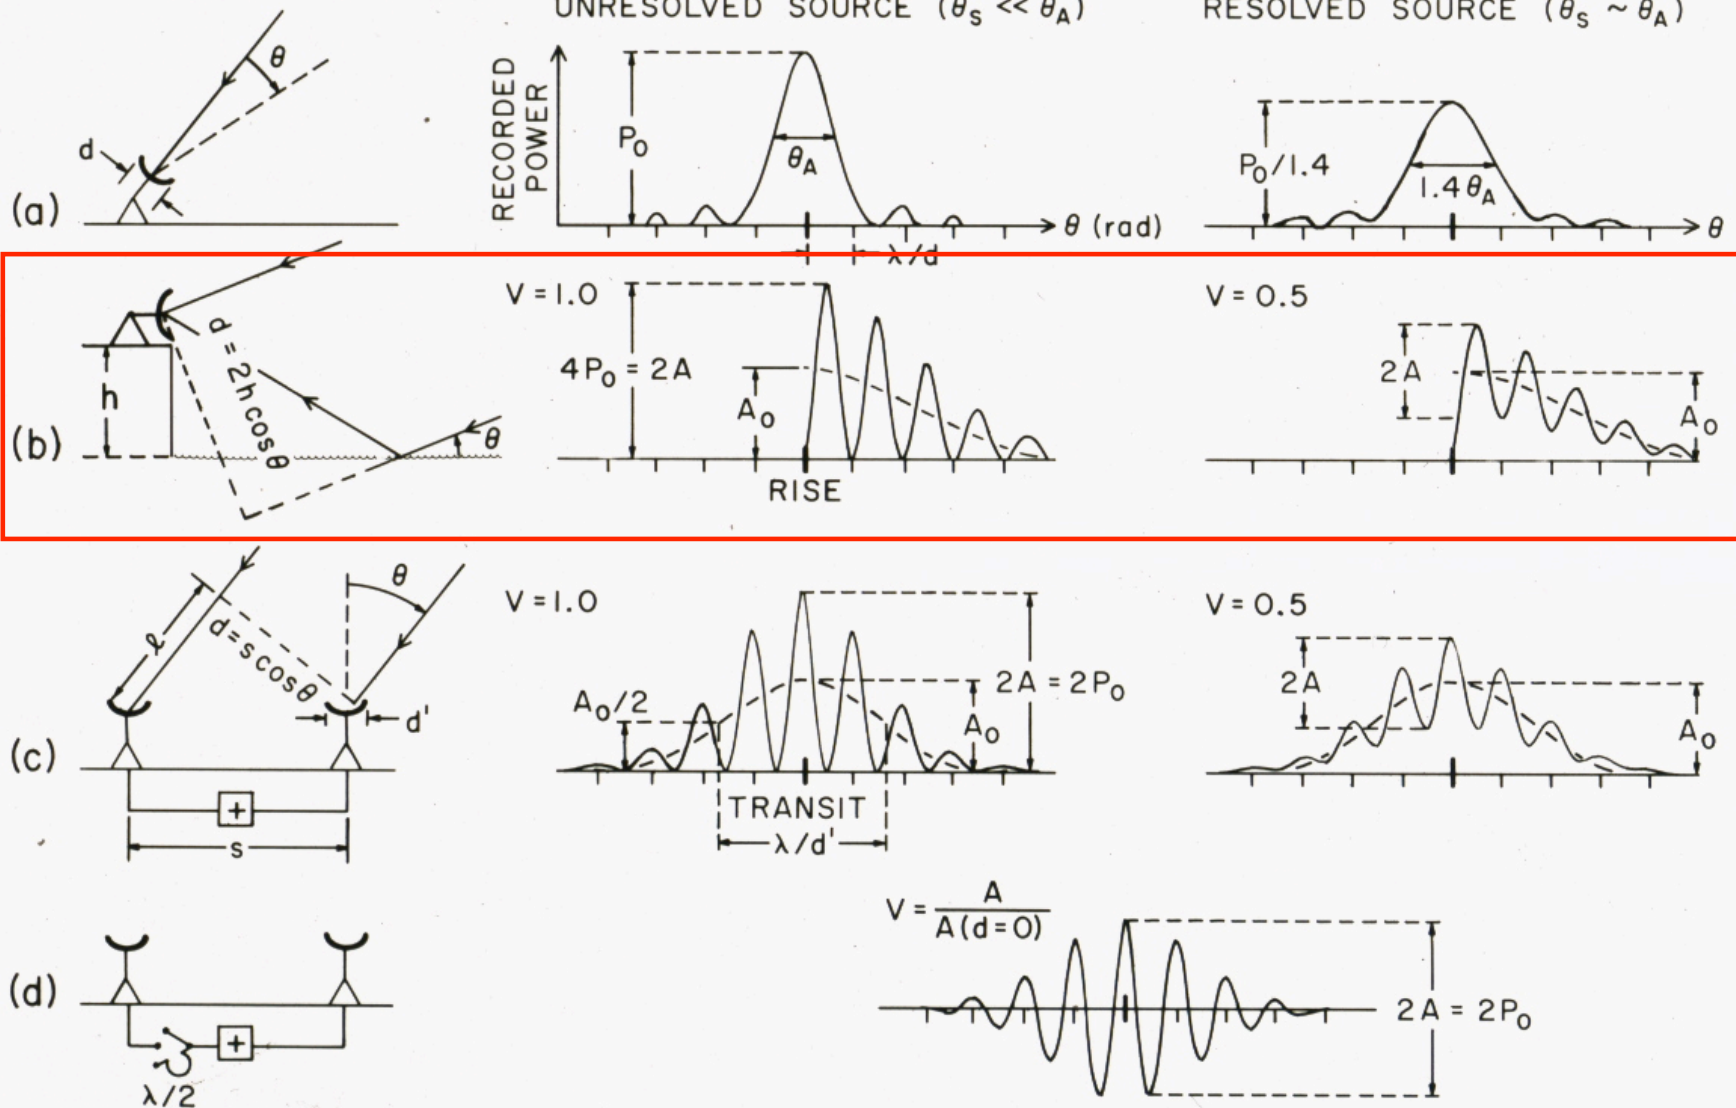 UNRESOLVED SOURCE (θS << θA)
RESOLVED SOURCE (θS ~ θA)
(a)
d
θ
RECORDED POWER
P0
θA
θ (rad)
λ/d
P0/1.4
1.4θA
θ
(b)
h
d = 2h cos θ
θ
V = 1.0
4P0 = 2A
A0
RISE
V = 0.5
2A
A0
(c)
ℓ
d = s cos θ
θ
d'
+
s
V = 1.0
A0/2
A0
2A = 2P0
TRANSIT
λ/d'
V = 0.5
2A
A0
(d)
+
λ/2
V = A / A(d=0)
2A = 2P0